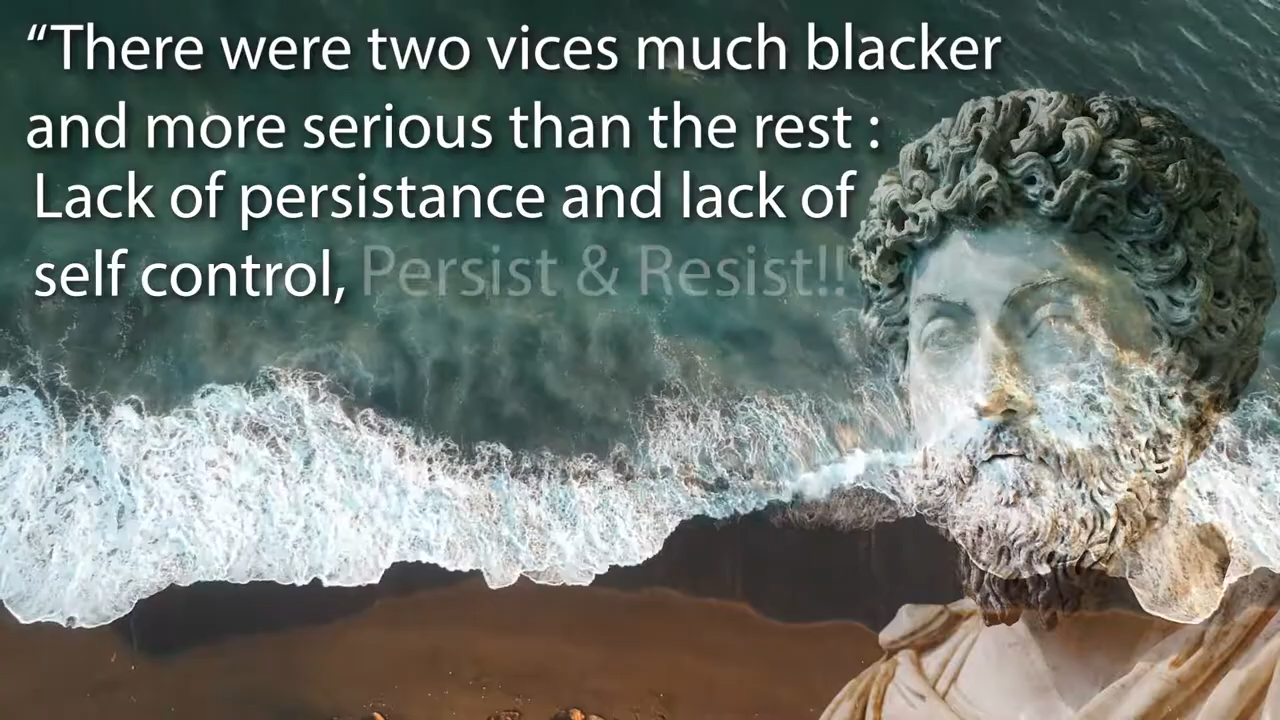 “There were two vices much blacker
and more serious than the rest :
Lack of persistance and lack of
self control, Persist & Resist!!